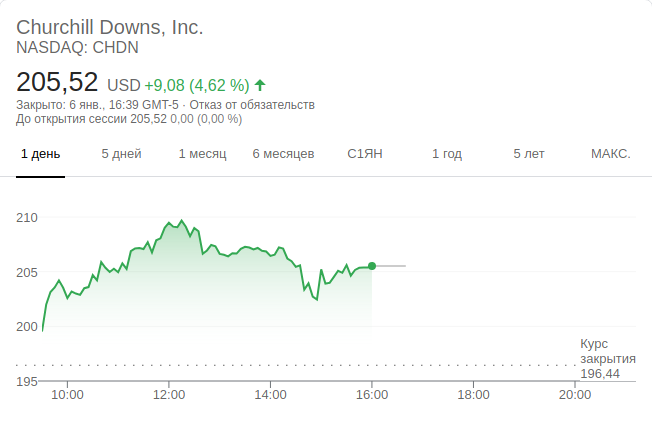 Churchill Downs, Inc.
NASDAQ: CHDN
205,52 USD +9,08 (4,62 %)
Закрыто: 6 янв., 16:39 GMT-5 · Отказ от обязательств
До открытия сессии 205,52 0,00 (0,00 %)
1 день 5 дней 1 месяц 6 месяцев С1ЯН 1 год 5 лет МАКС.
210
205
200
Курс
закрытия
196,44
195
10:00 12:00 14:00 16:00 18:00 20:00